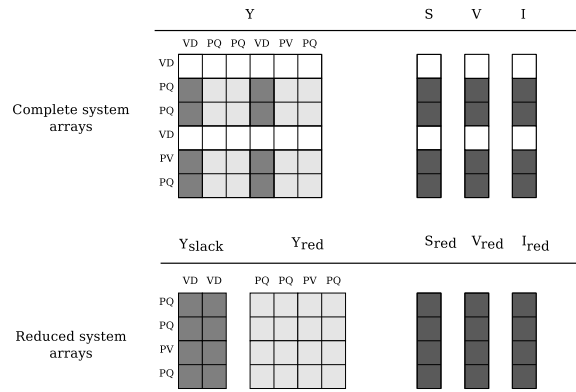 Y S V I
VD PQ PQ VD PV PQ
VD
PQ
PQ
VD
PV
PQ
Complete system
arrays
Yslack Yred Sred Vred Ired
VD VD PQ PQ PV PQ
PQ
PQ
PV
PQ
Reduced system
arrays